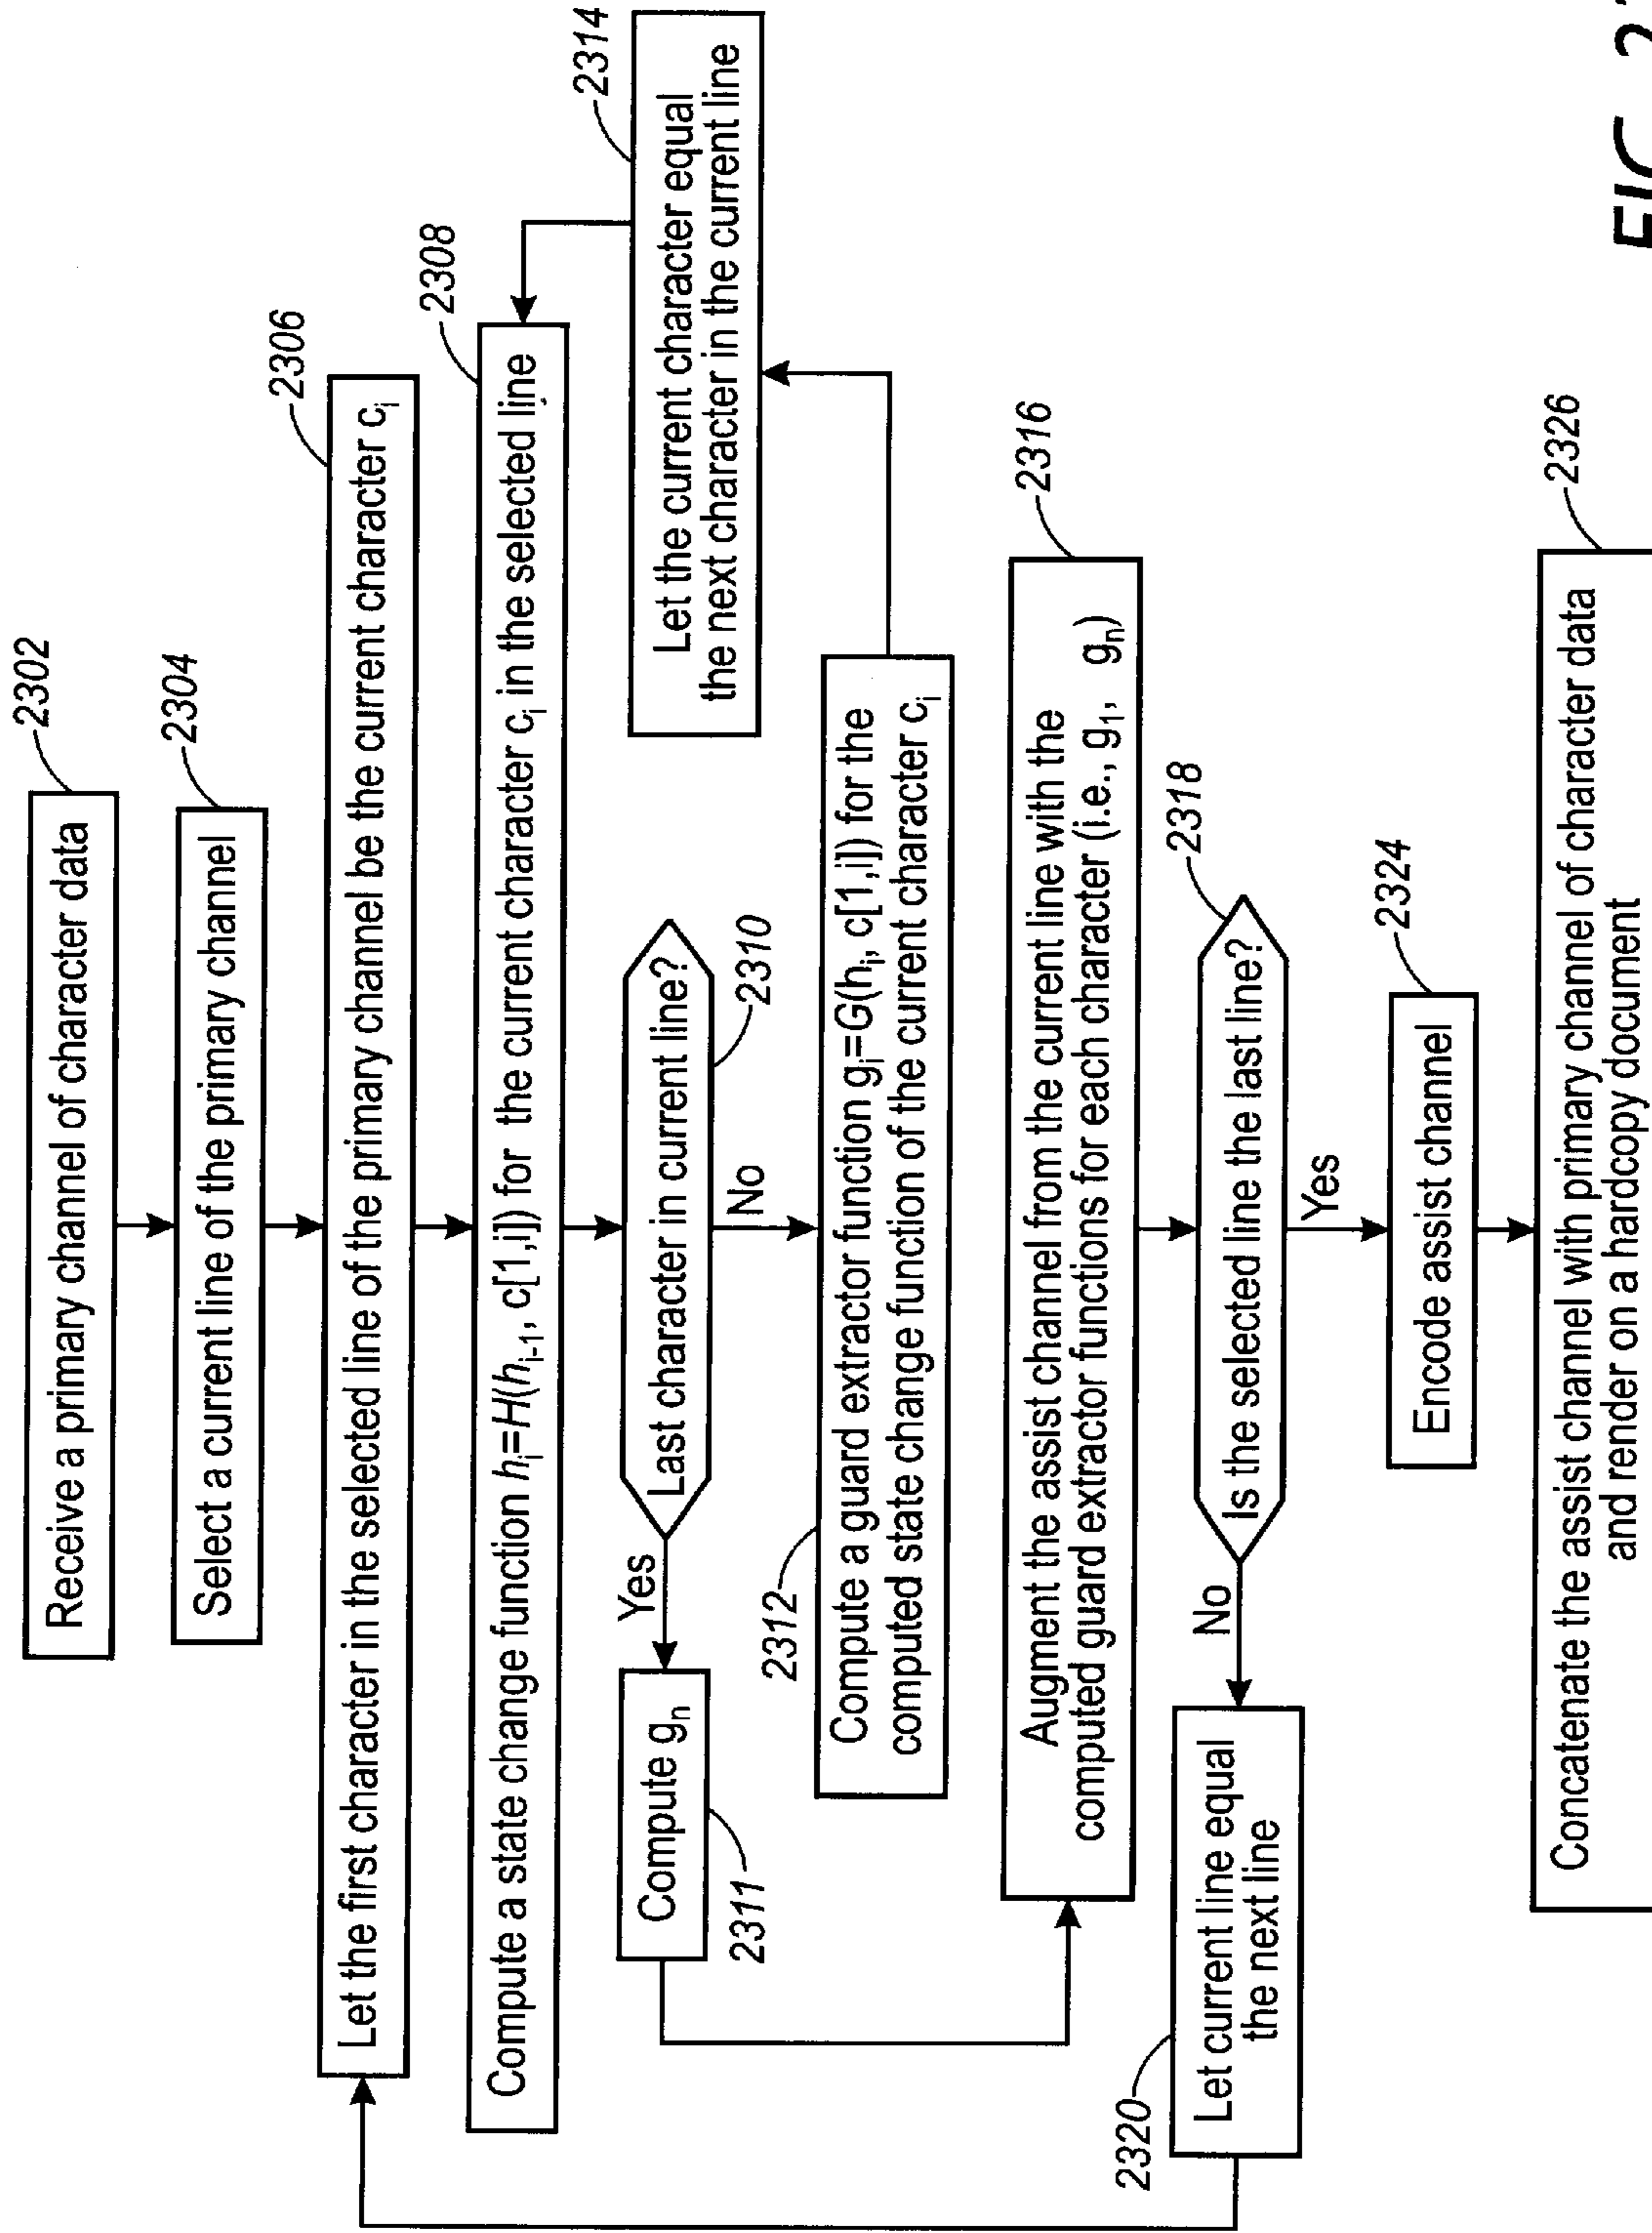 2302
Receive a primary channel of character data
2304
Select a current line of the primary channel
2306
Let the first character in the selected line of the primary channel be the current character cᵢ
2308
Compute a state change function hᵢ=H(hᵢ₋₁, c[1,i]) for the current character cᵢ in the selected line
2314
Let the current character equal
the next character in the current line
Last character in current line?
2310
Yes
No
Compute gₙ
2311
2312
Compute a guard extractor function gᵢ=G(hᵢ, c[1,i]) for the
computed state change function of the current character cᵢ
2316
Augment the assist channel from the current line with the
computed guard extractor functions for each character (i.e., g₁, gₙ)
2318
Is the selected line the last line?
No
Yes
2320
Let current line equal
the next line
2324
Encode assist channel
2326
Concatenate the assist channel with primary channel of character data
and render on a hardcopy document
FIG.